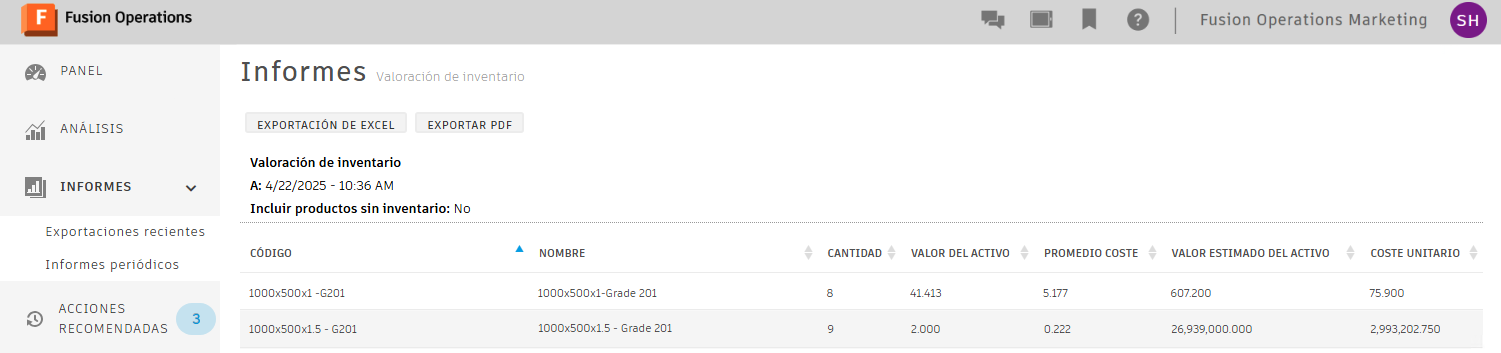 F Fusion Operations
Fusion Operations Marketing SH
PANEL
ANÁLISIS
INFORMES
Exportaciones recientes
Informes periódicos
ACCIONES
RECOMENDADAS 3
Informes Valoración de inventario
EXPORTACIÓN DE EXCEL EXPORTAR PDF
Valoración de inventario
A: 4/22/2025 - 10:36 AM
Incluir productos sin inventario: No
CÓDIGO NOMBRE CANTIDAD VALOR DEL ACTIVO PROMEDIO COSTE VALOR ESTIMADO DEL ACTIVO COSTE UNITARIO
1000x500x1 -G201 1000x500x1-Grade 201 8 41.413 5.177 607.200 75.900
1000x500x1.5 - G201 1000x500x1.5 - Grade 201 9 2.000 0.222 26,939,000.000 2,993,202.750